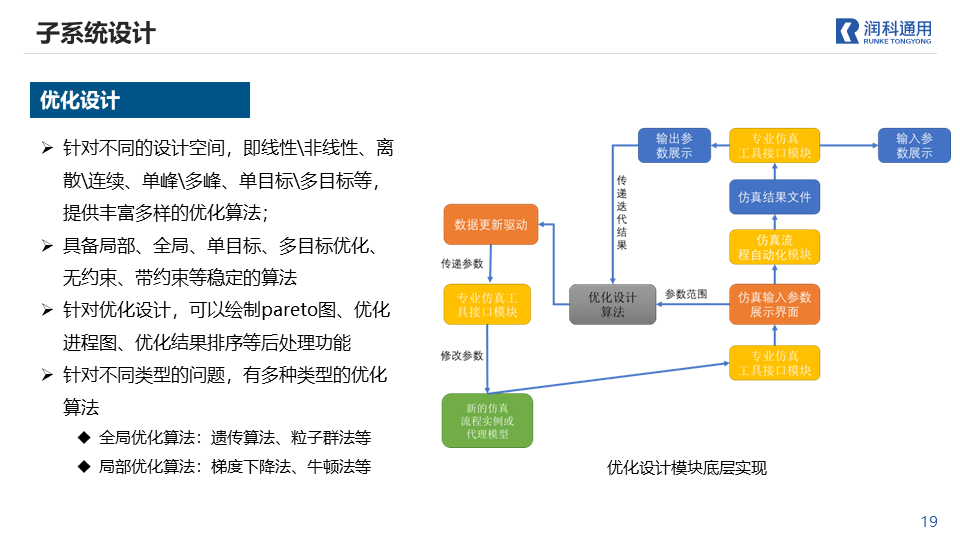 子系统设计
润科通用
RUNKE TONGYONG
优化设计
➢ 针对不同的设计空间，即线性\非线性、离
散\连续、单峰\多峰、单目标\多目标等，
提供丰富多样的优化算法；
➢ 具备局部、全局、单目标、多目标优化、
无约束、带约束等稳定的算法
➢ 针对优化设计，可以绘制pareto图、优化
进程图、优化结果排序等后处理功能
➢ 针对不同类型的问题，有多种类型的优化
算法
◆ 全局优化算法：遗传算法、粒子群法等
◆ 局部优化算法：梯度下降法、牛顿法等
输出参
数展示
专业仿真
工具接口模块
输入参
数展示
传递迭代结果
仿真结果文件
数据更新驱动
仿真流
程自动化模块
传递参数
专业仿真工
具接口模块
优化设计
算法
参数范围
仿真输入参数
展示界面
修改参数
专业仿真
工具接口模块
新的仿真
流程实例或
代理模型
优化设计模块底层实现
19